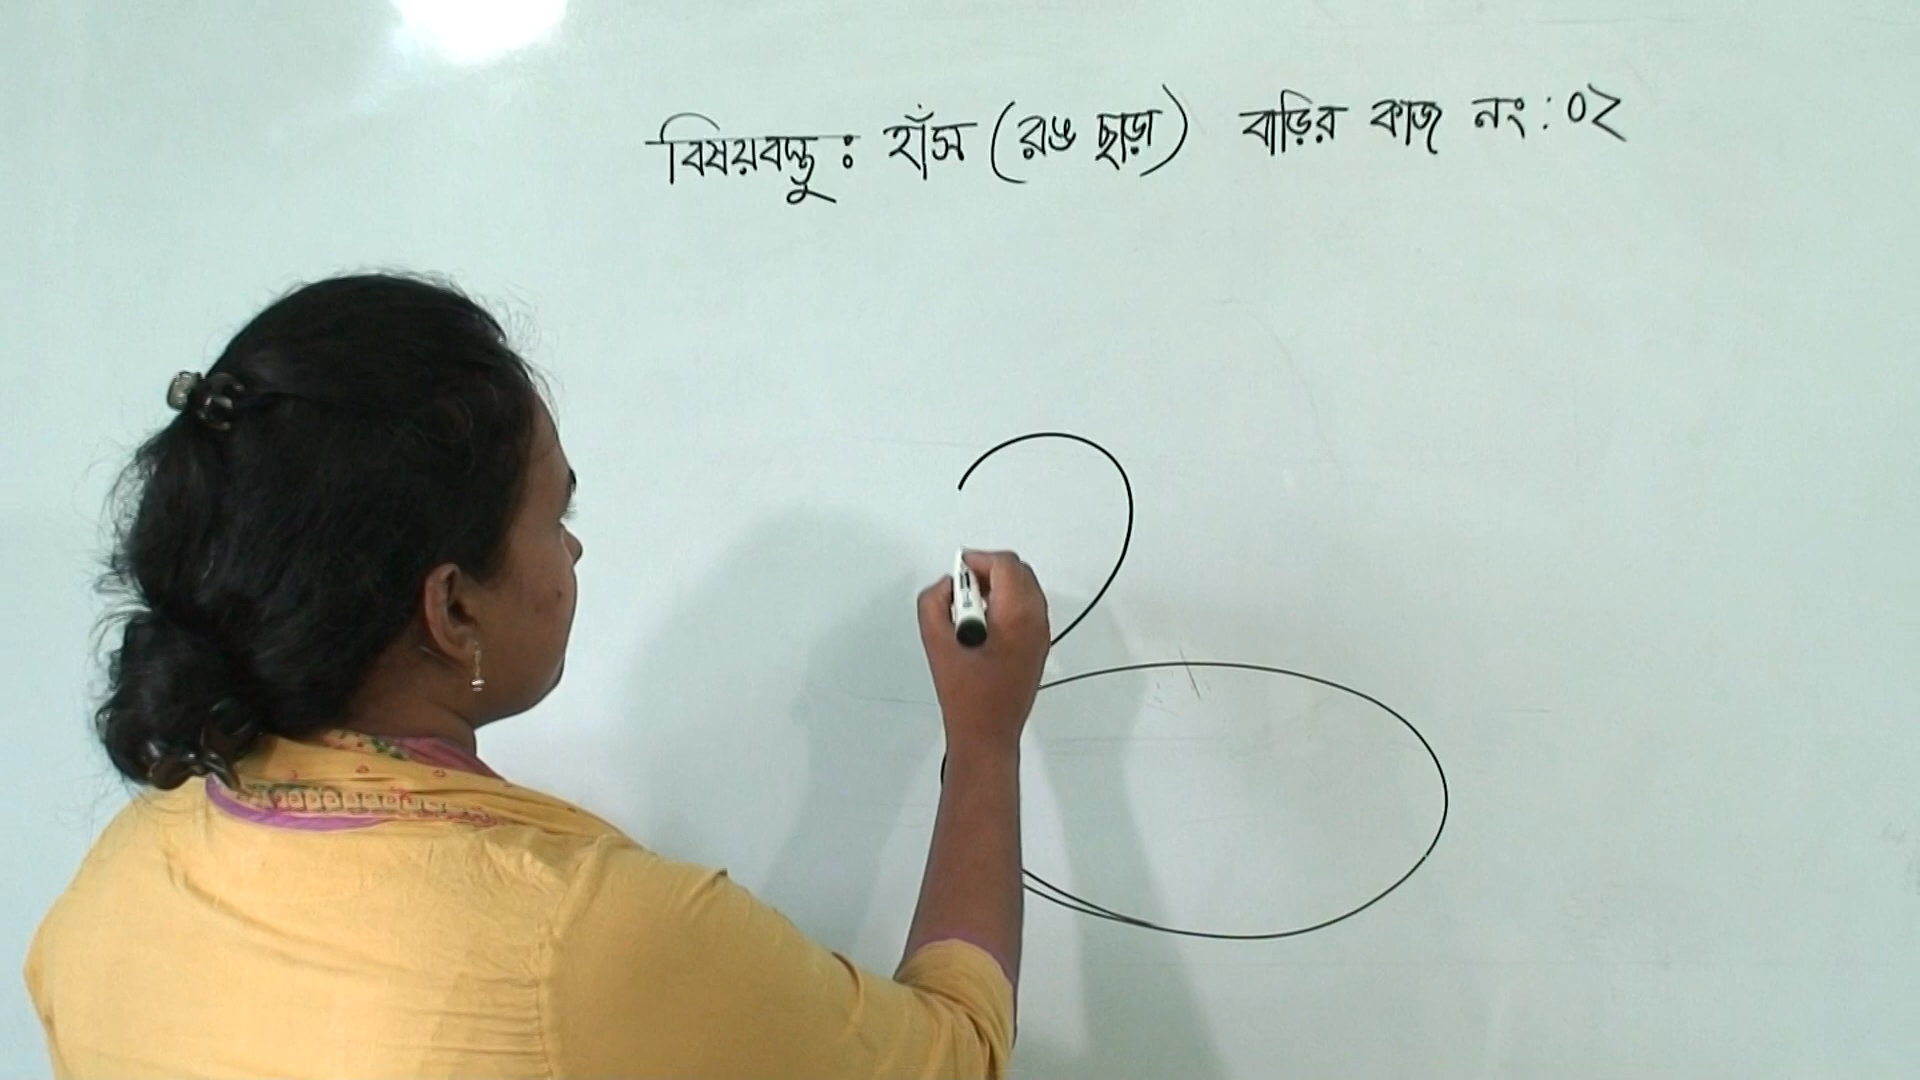 বিষয়বস্তু : হাঁস (রঙ ছাড়া) বাড়ির কাজ নং : ০২